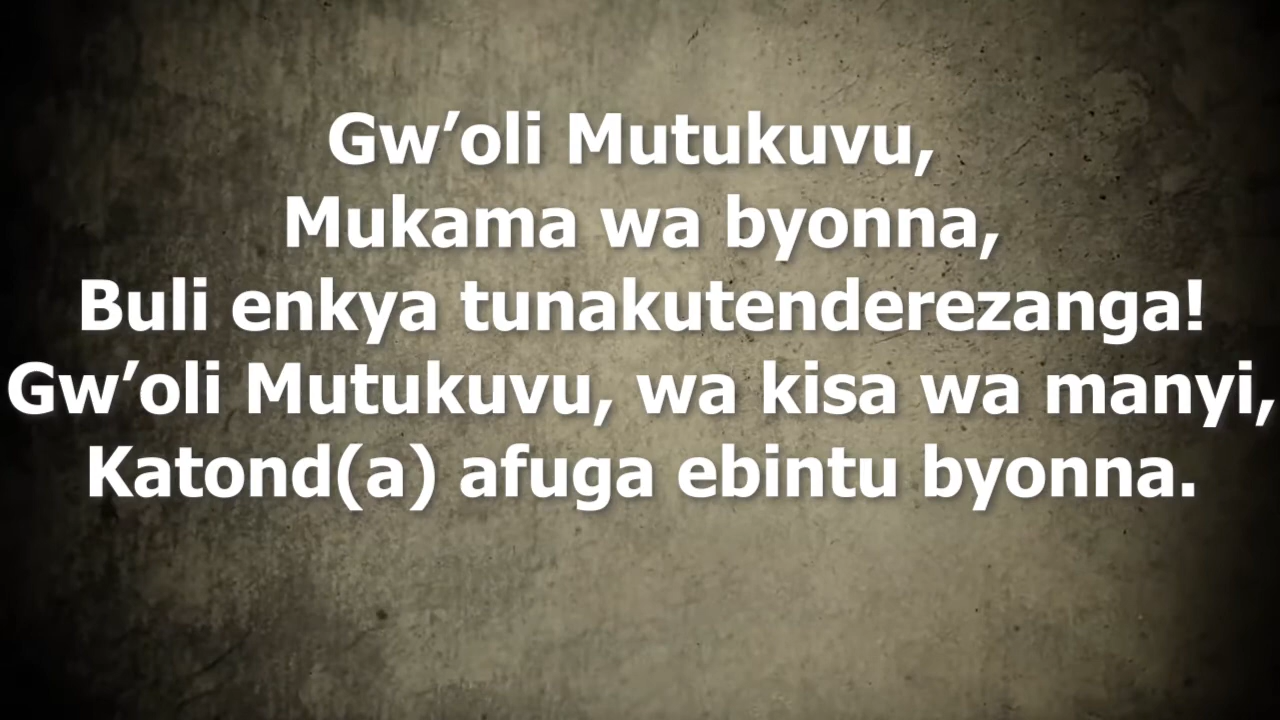 Gw’oli Mutukuvu,
Mukama wa byonna,
Buli enkya tunakutenderezanga!
Gw’oli Mutukuvu, wa kisa wa manyi,
Katond(a) afuga ebintu byonna.